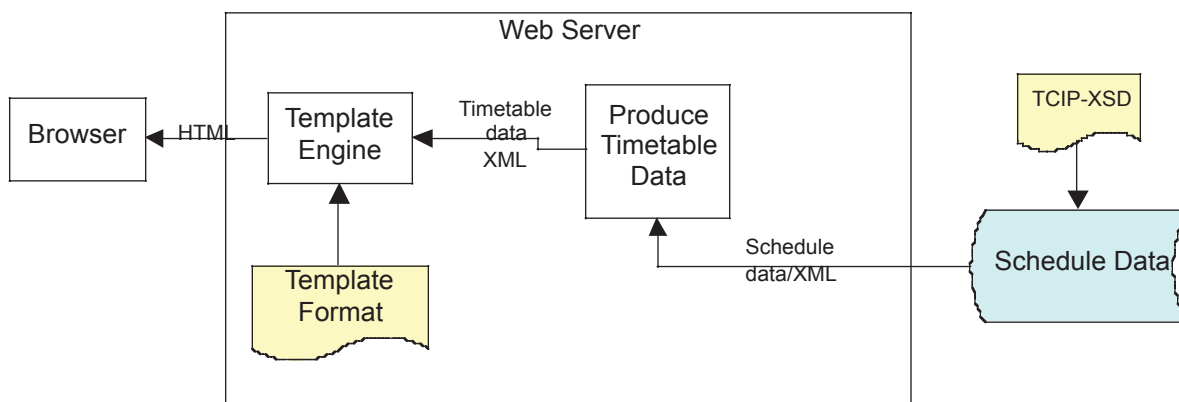 Web Server
Browser
HTML
Template
Engine
Timetable
data
XML
Produce
Timetable
Data
TCIP-XSD
Template
Format
Schedule
data/XML
Schedule Data